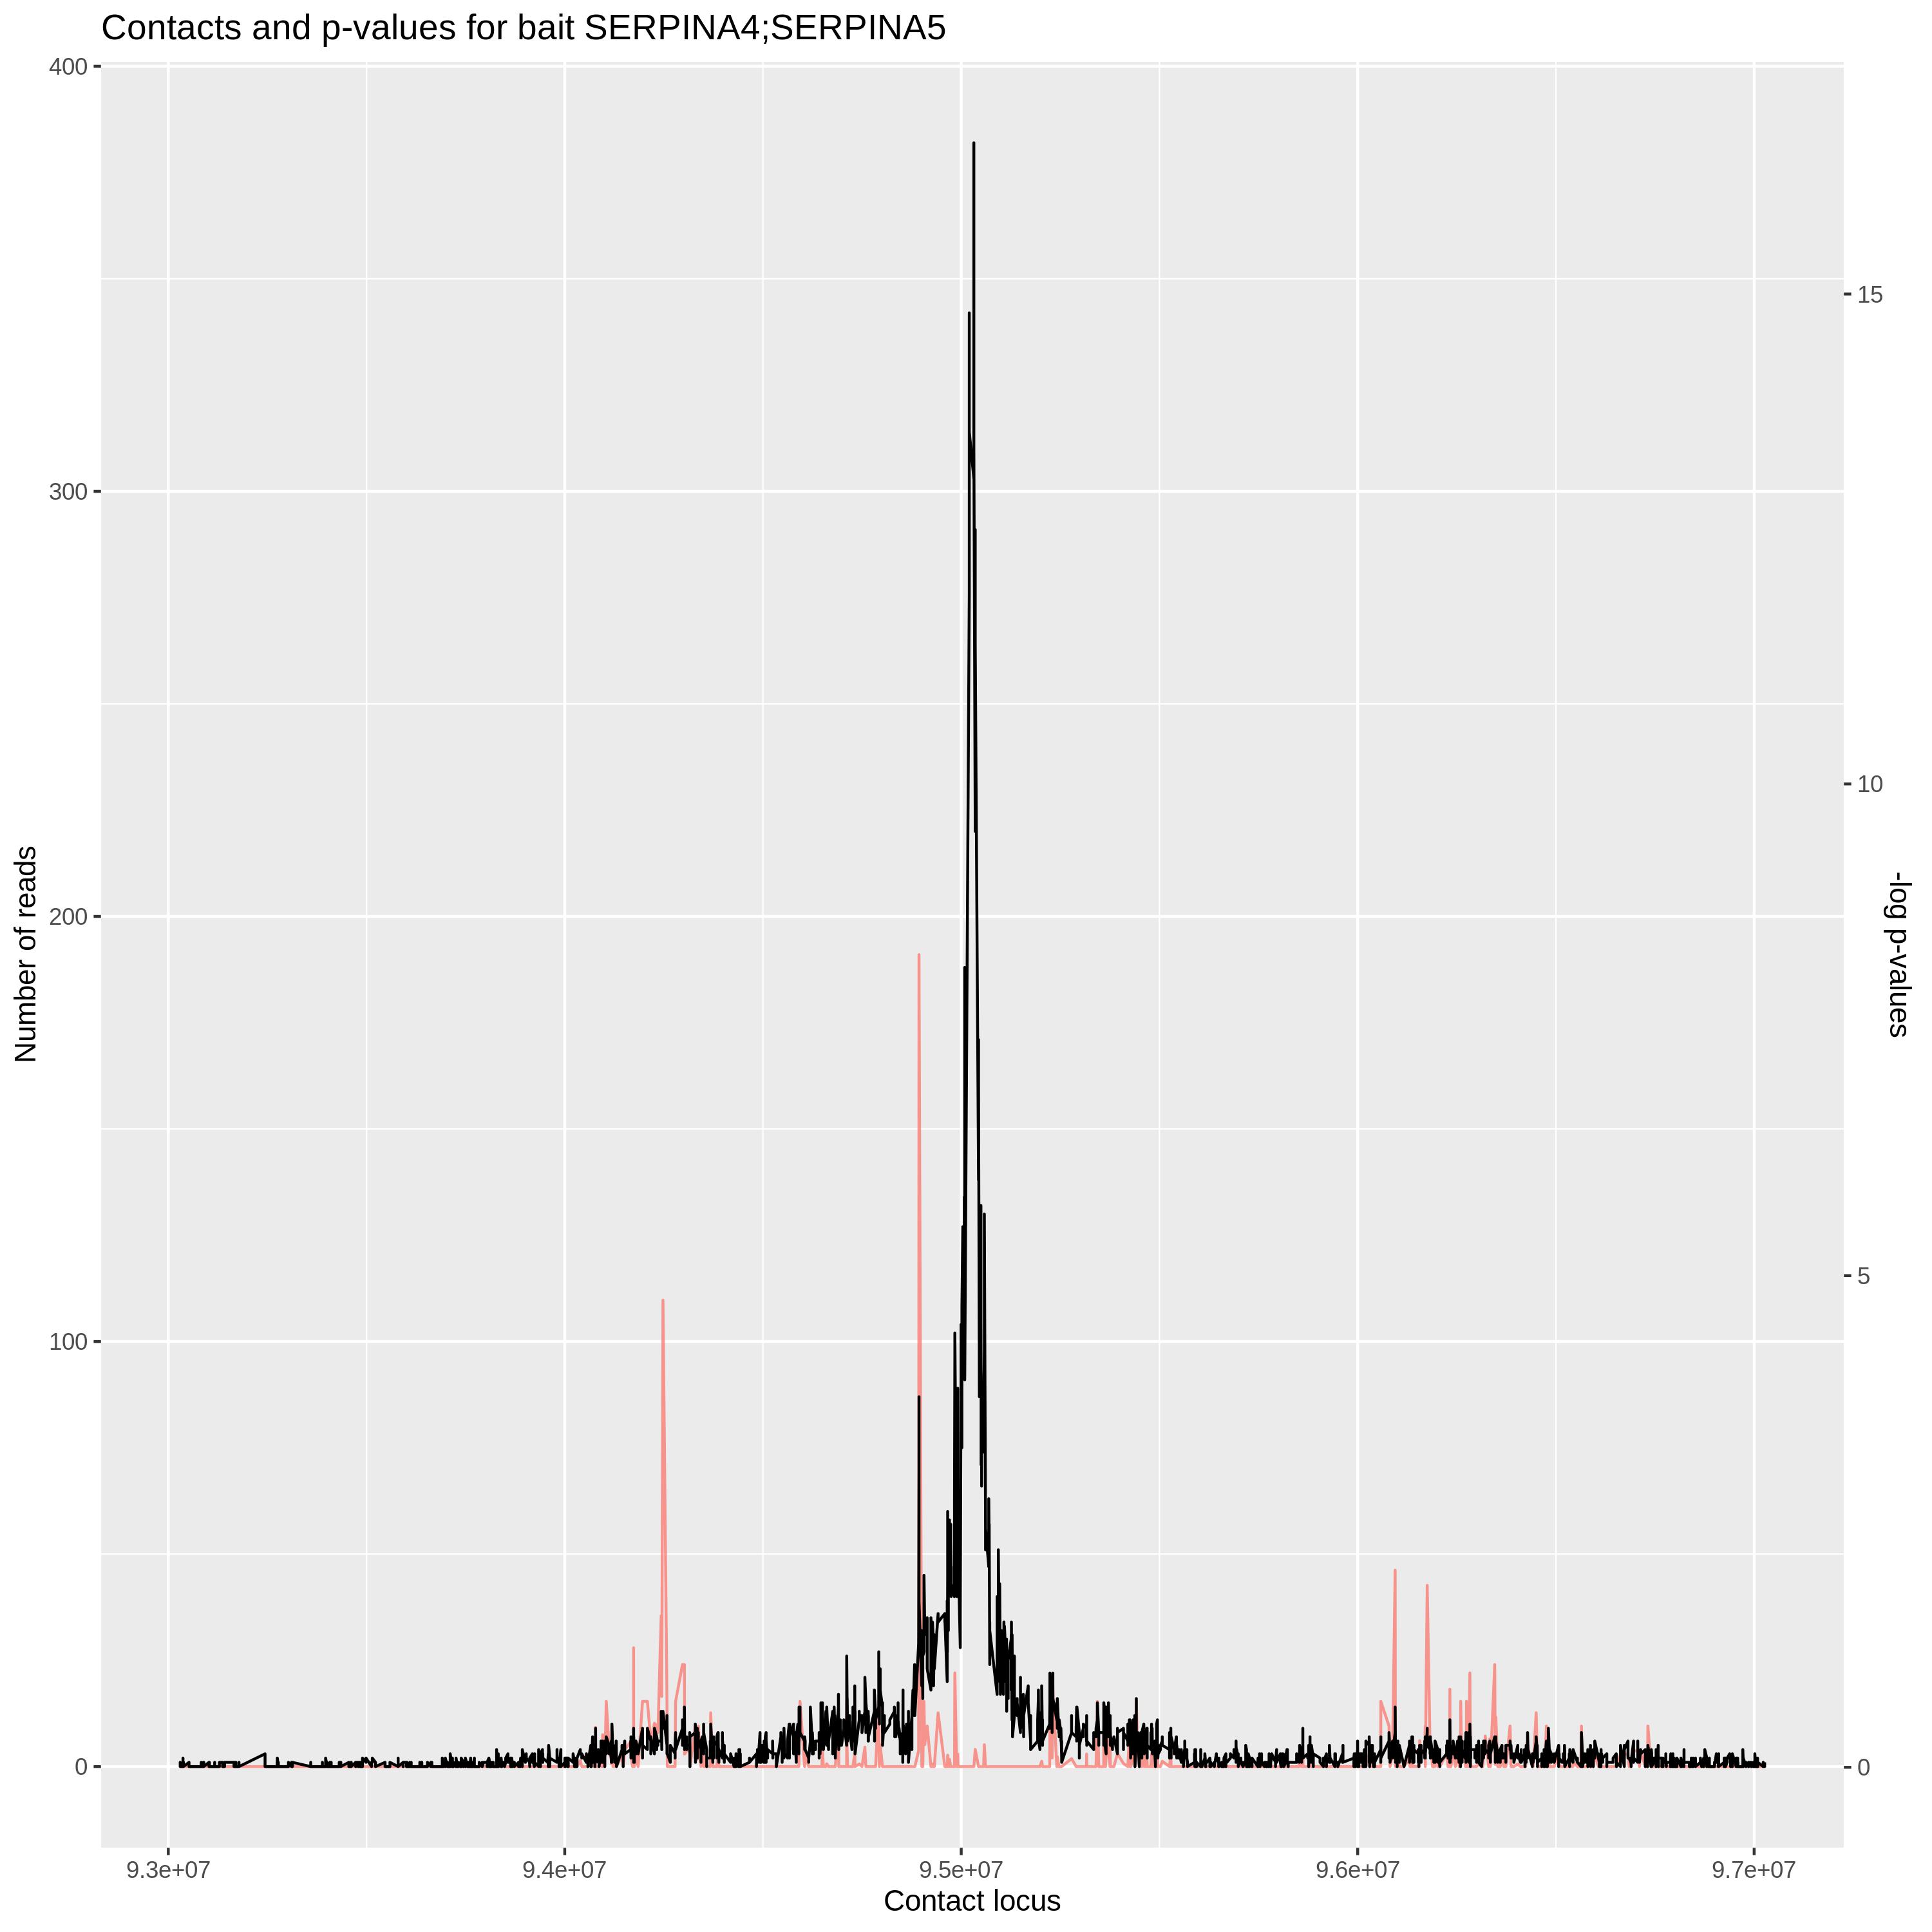 Contacts and p-values for bait SERPINA4;SERPINA5
400
300
200
100
0
Number of reads
15
10
5
0
-log p-values
9.3e+07 9.4e+07 9.5e+07 9.6e+07 9.7e+07
Contact locus